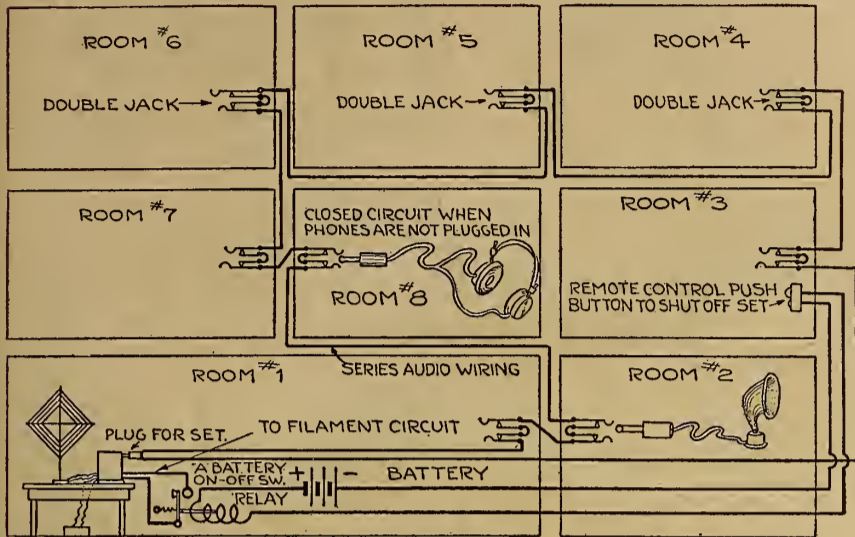 ROOM #6
ROOM #5
ROOM #4
DOUBLE JACK
DOUBLE JACK
DOUBLE JACK
ROOM #7
CLOSED CIRCUIT WHEN
PHONES ARE NOT PLUGGED IN
ROOM #8
ROOM #3
REMOTE CONTROL PUSH
BUTTON TO SHUT OFF SET
ROOM #1
SERIES AUDIO WIRING
ROOM #2
PLUG FOR SET.
TO FILAMENT CIRCUIT
"A" BATTERY
ON-OFF SW.
+ - BATTERY
RELAY